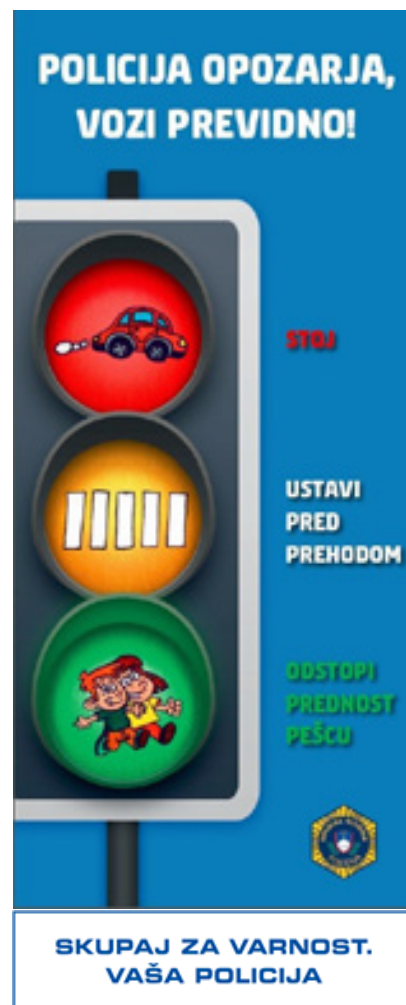 POLICIJA OPOZARJA,
VOZI PREVIDNO!
STOJ
USTAVI
PRED
PREHODOM
ODSTOPI
PREDNOST
PEŠCU
SKUPAJ ZA VARNOST.
VAŠA POLICIJA